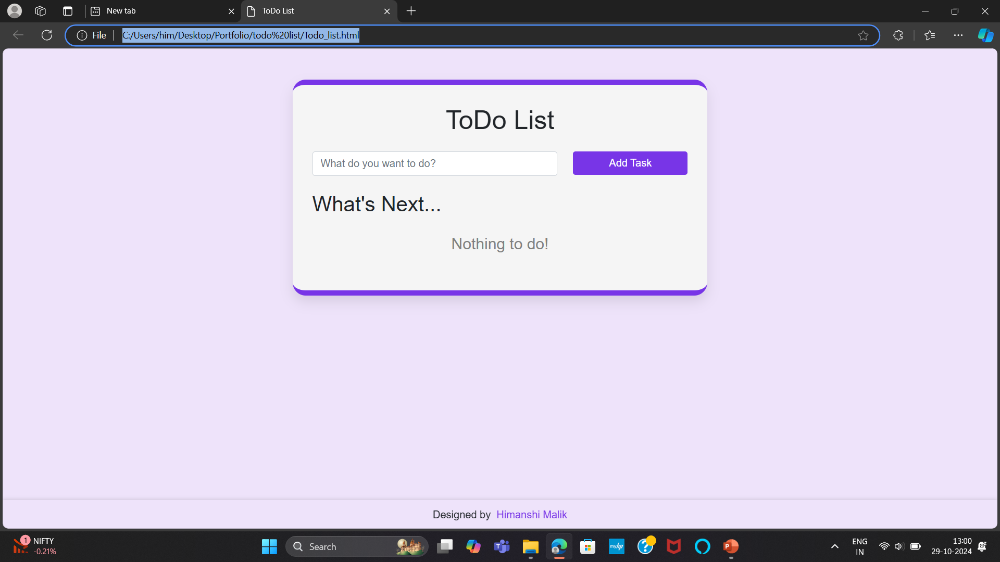 New tab
ToDo List
File
C:/Users/him/Desktop/Portfolio/todo%20list/Todo_list.html
ToDo List
What do you want to do?
Add Task
What's Next...
Nothing to do!
Designed by Himanshi Malik
1
NIFTY
-0.21%
Search
T
myhp
?
P
ENG
IN
13:00
29-10-2024